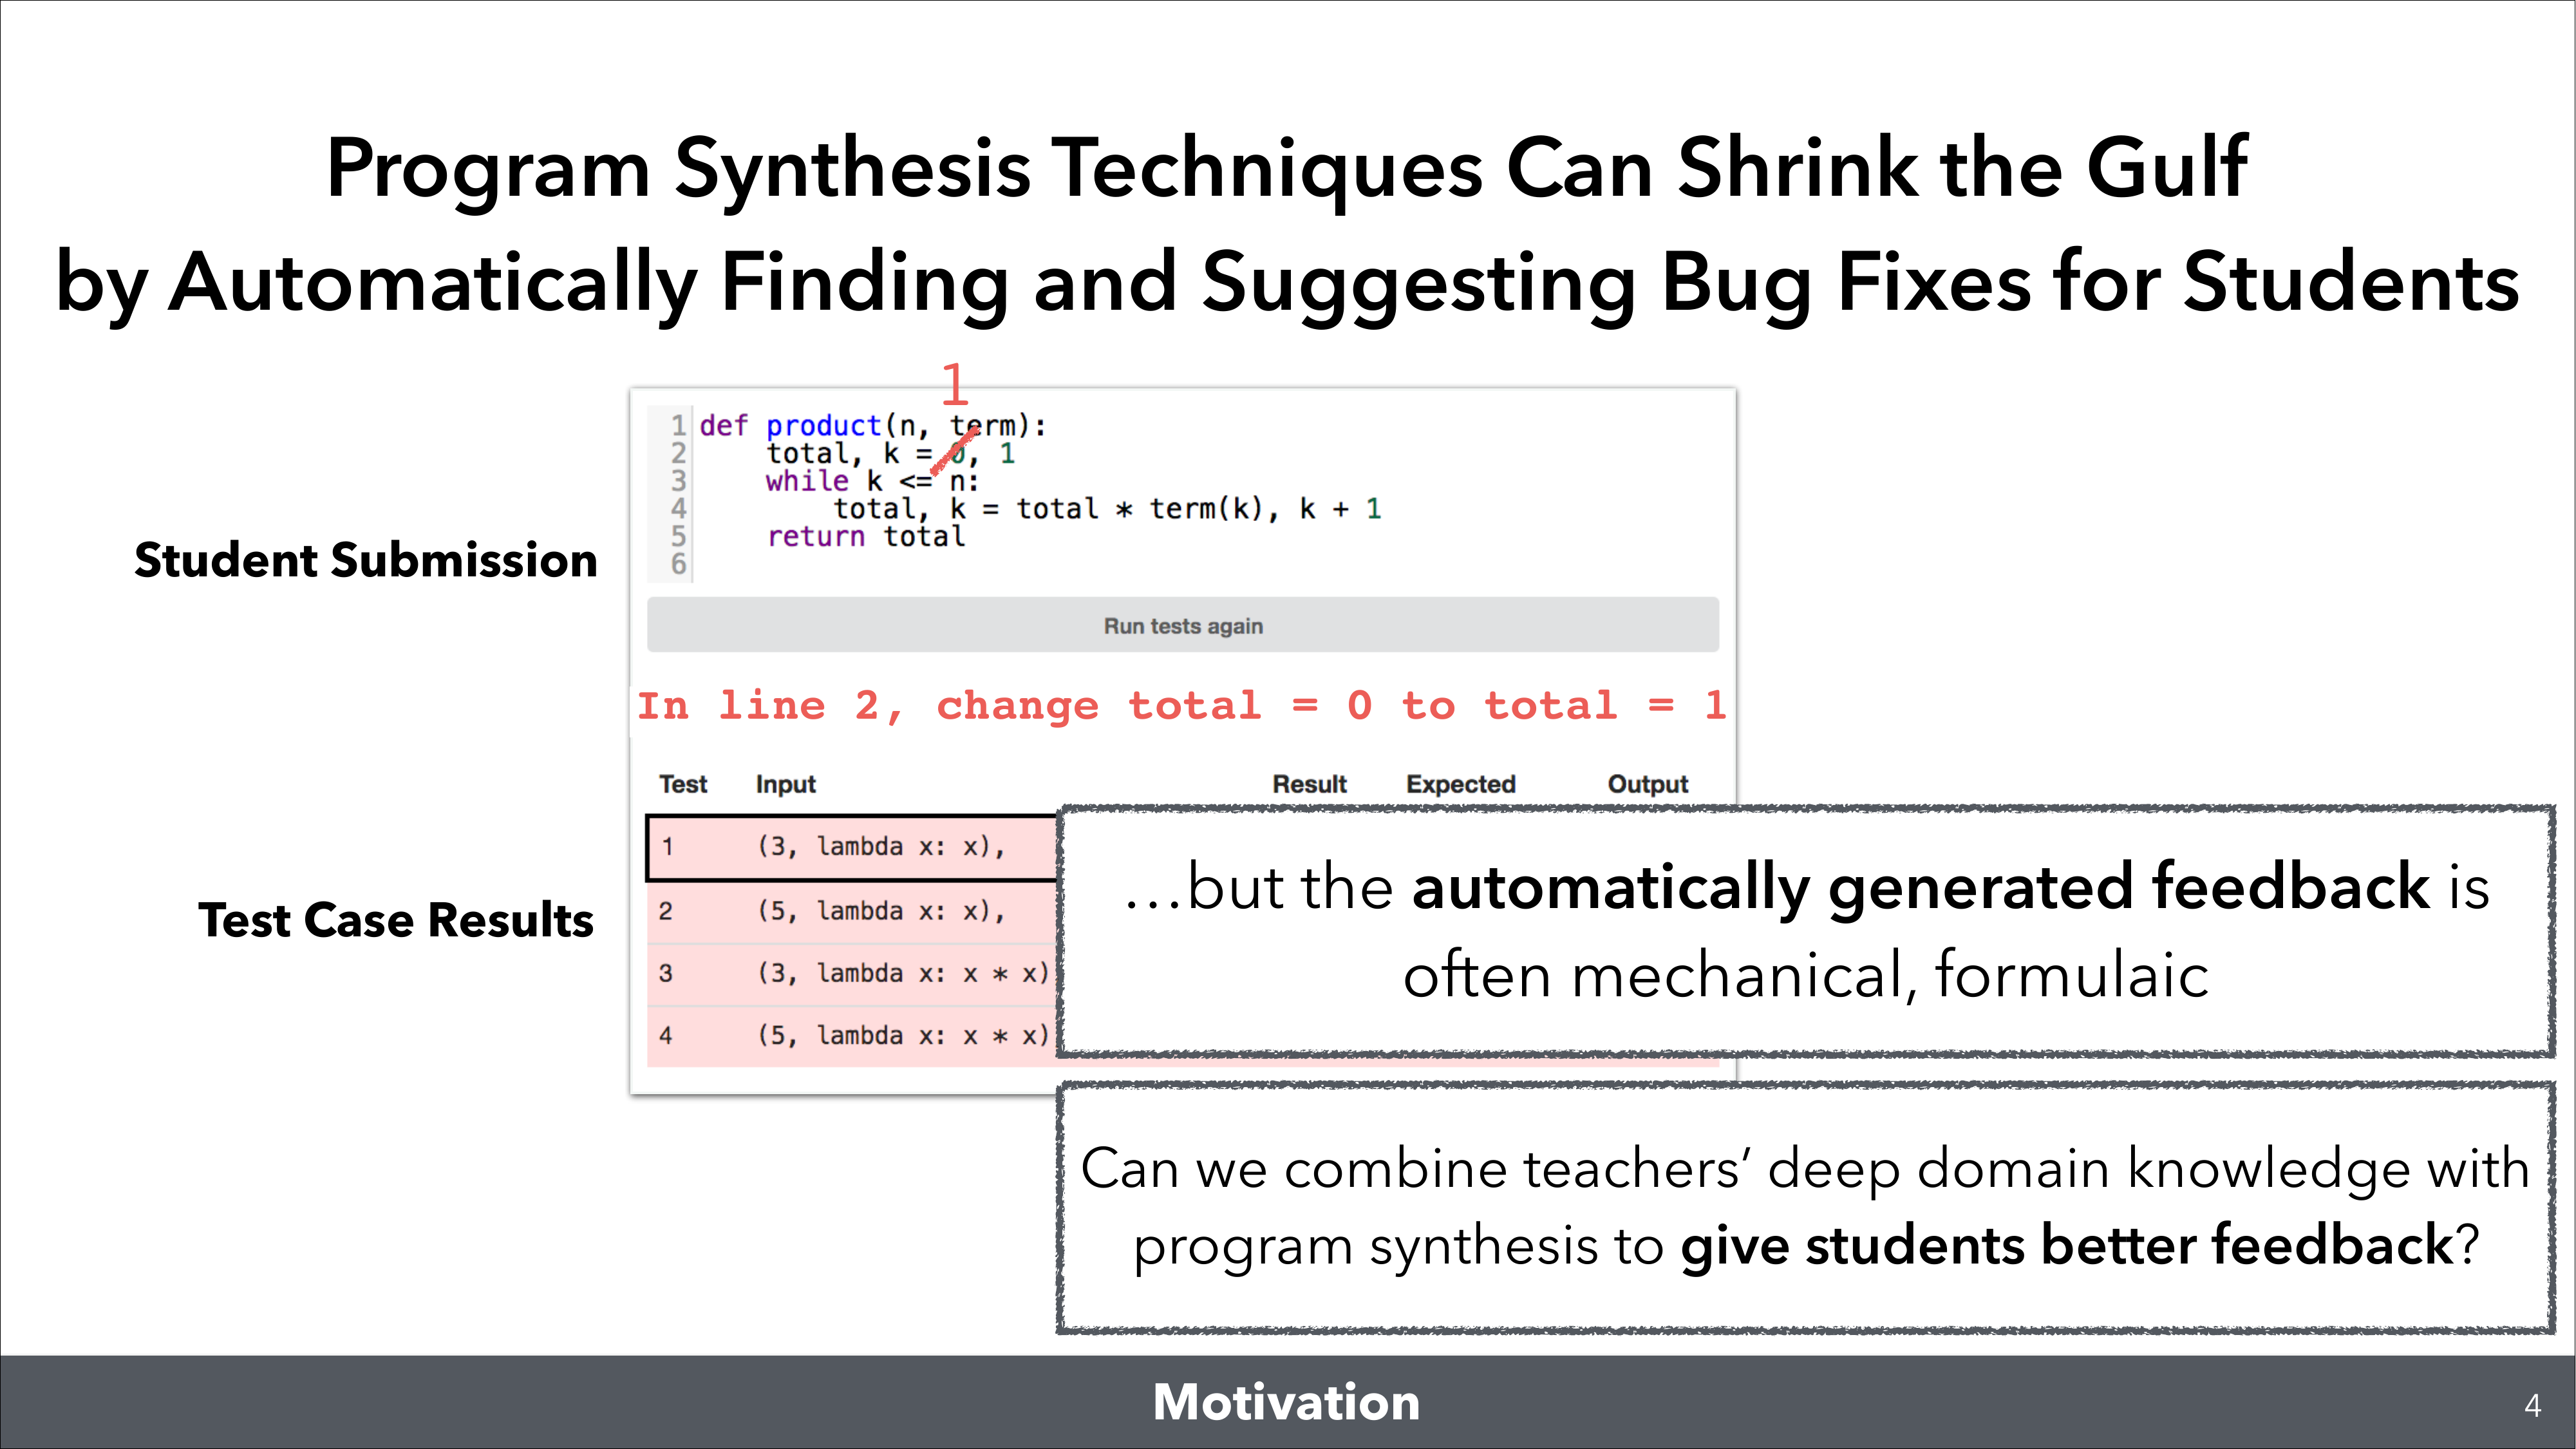 Program Synthesis Techniques Can Shrink the Gulf
by Automatically Finding and Suggesting Bug Fixes for Students
1
Student Submission
1 def product(n, term):
2 total, k = 0, 1
3 while k <= n:
4 total, k = total * term(k), k + 1
5 return total
6
Run tests again
In line 2, change total = 0 to total = 1
Test Case Results
Test Input Result Expected Output
1 (3, lambda x: x),
2 (5, lambda x: x),
3 (3, lambda x: x * x)
4 (5, lambda x: x * x)
…but the automatically generated feedback is
often mechanical, formulaic
Can we combine teachers’ deep domain knowledge with
program synthesis to give students better feedback?
Motivation
4